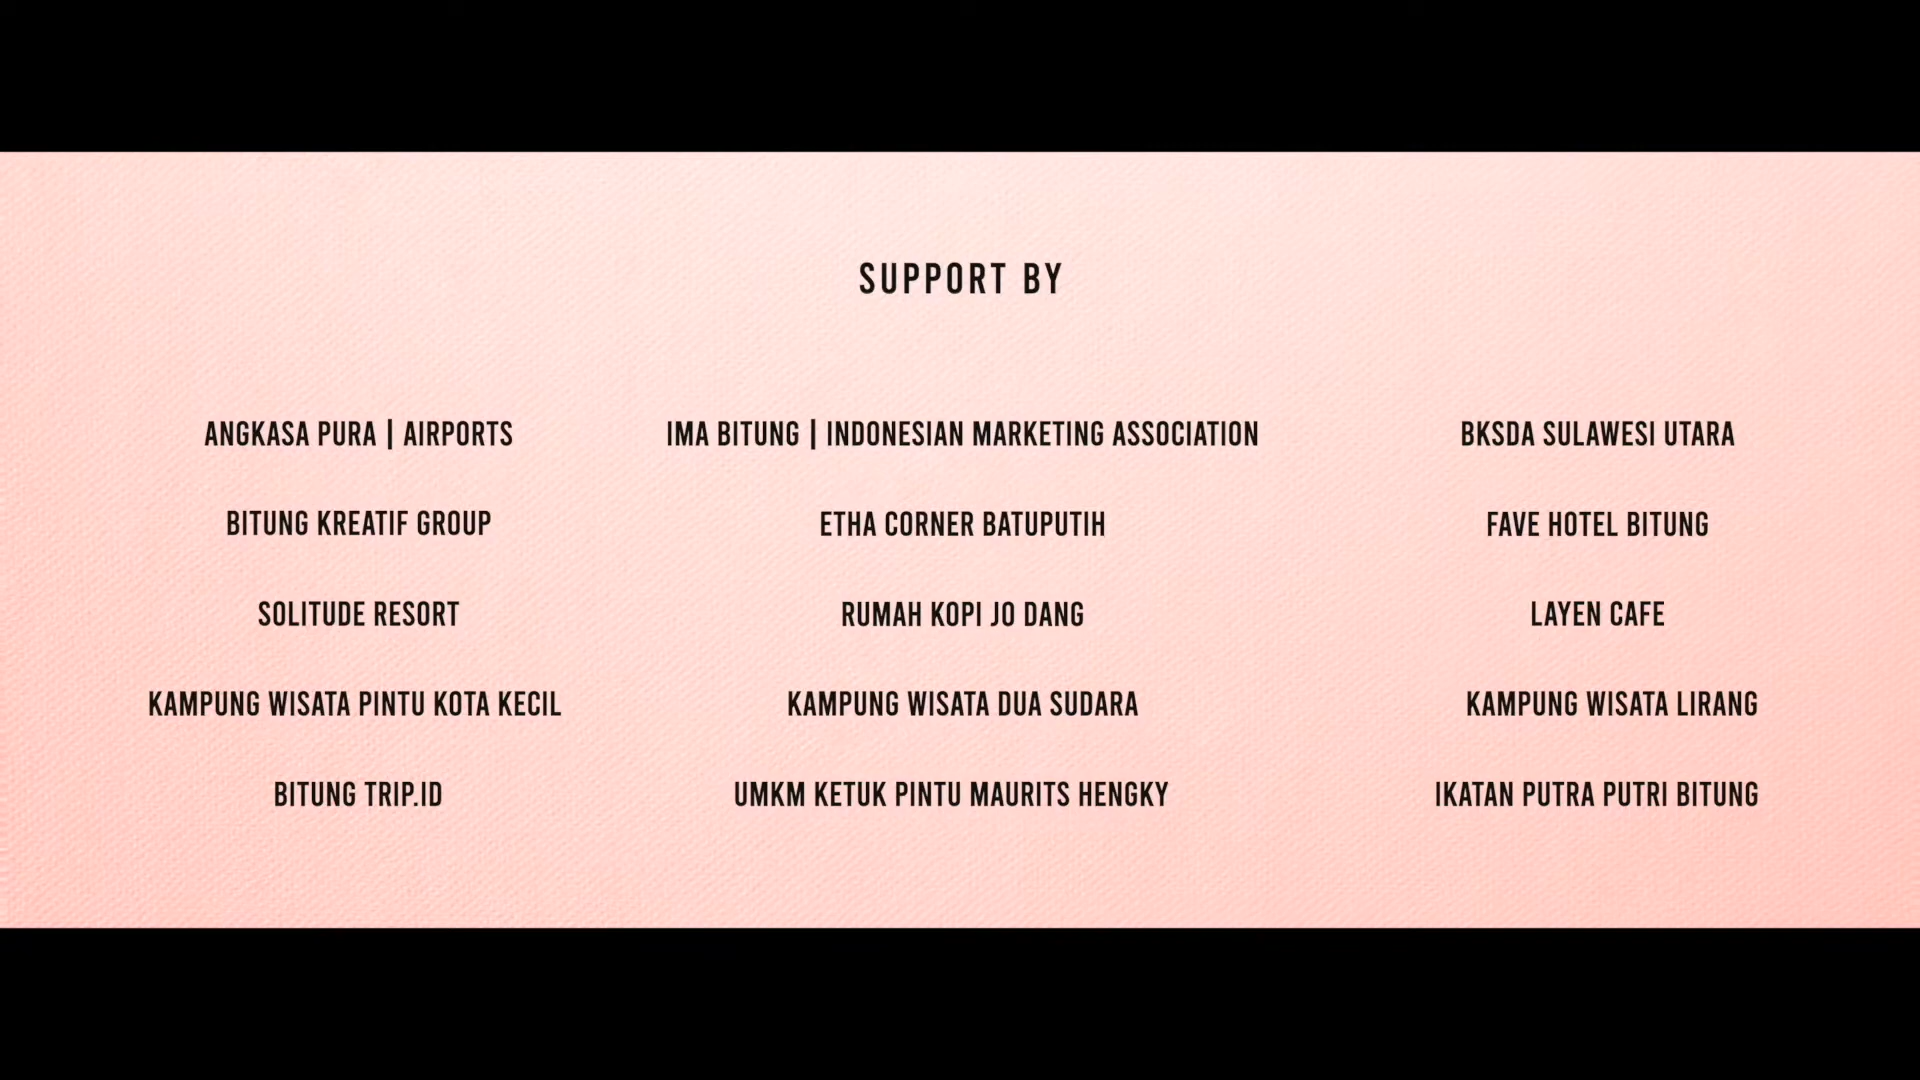 SUPPORT BY
ANGKASA PURA | AIRPORTS
IMA BITUNG | INDONESIAN MARKETING ASSOCIATION
BKSDA SULAWESI UTARA
BITUNG KREATIF GROUP
ETHA CORNER BATUPUTIH
FAVE HOTEL BITUNG
SOLITUDE RESORT
RUMAH KOPI JO DANG
LAYEN CAFE
KAMPUNG WISATA PINTU KOTA KECIL
KAMPUNG WISATA DUA SUDARA
KAMPUNG WISATA LIRANG
BITUNG TRIP.ID
UMKM KETUK PINTU MAURITS HENGKY
IKATAN PUTRA PUTRI BITUNG